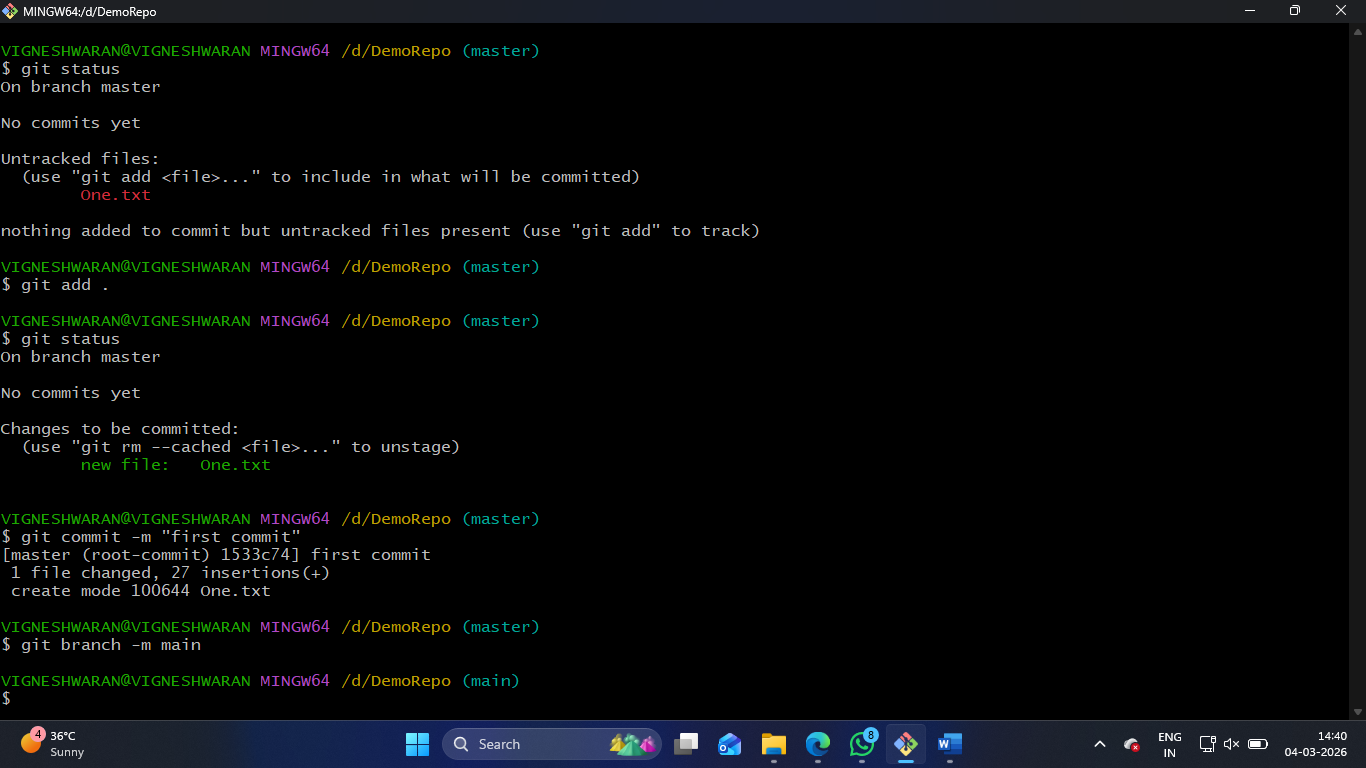 MINGW64:/d/DemoRepo
VIGNESHWARAN@VIGNESHWARAN MINGW64 /d/DemoRepo (master)
$ git status
On branch master
No commits yet
Untracked files:
  (use "git add <file>..." to include in what will be committed)
        One.txt
nothing added to commit but untracked files present (use "git add" to track)
VIGNESHWARAN@VIGNESHWARAN MINGW64 /d/DemoRepo (master)
$ git add .
VIGNESHWARAN@VIGNESHWARAN MINGW64 /d/DemoRepo (master)
$ git status
On branch master
No commits yet
Changes to be committed:
  (use "git rm --cached <file>..." to unstage)
        new file:   One.txt
VIGNESHWARAN@VIGNESHWARAN MINGW64 /d/DemoRepo (master)
$ git commit -m "first commit"
[master (root-commit) 1533c74] first commit
 1 file changed, 27 insertions(+)
 create mode 100644 One.txt
VIGNESHWARAN@VIGNESHWARAN MINGW64 /d/DemoRepo (master)
$ git branch -m main
VIGNESHWARAN@VIGNESHWARAN MINGW64 /d/DemoRepo (main)
$
4
36°C
Sunny
Search
8
ENG
IN
14:40
04-03-2026